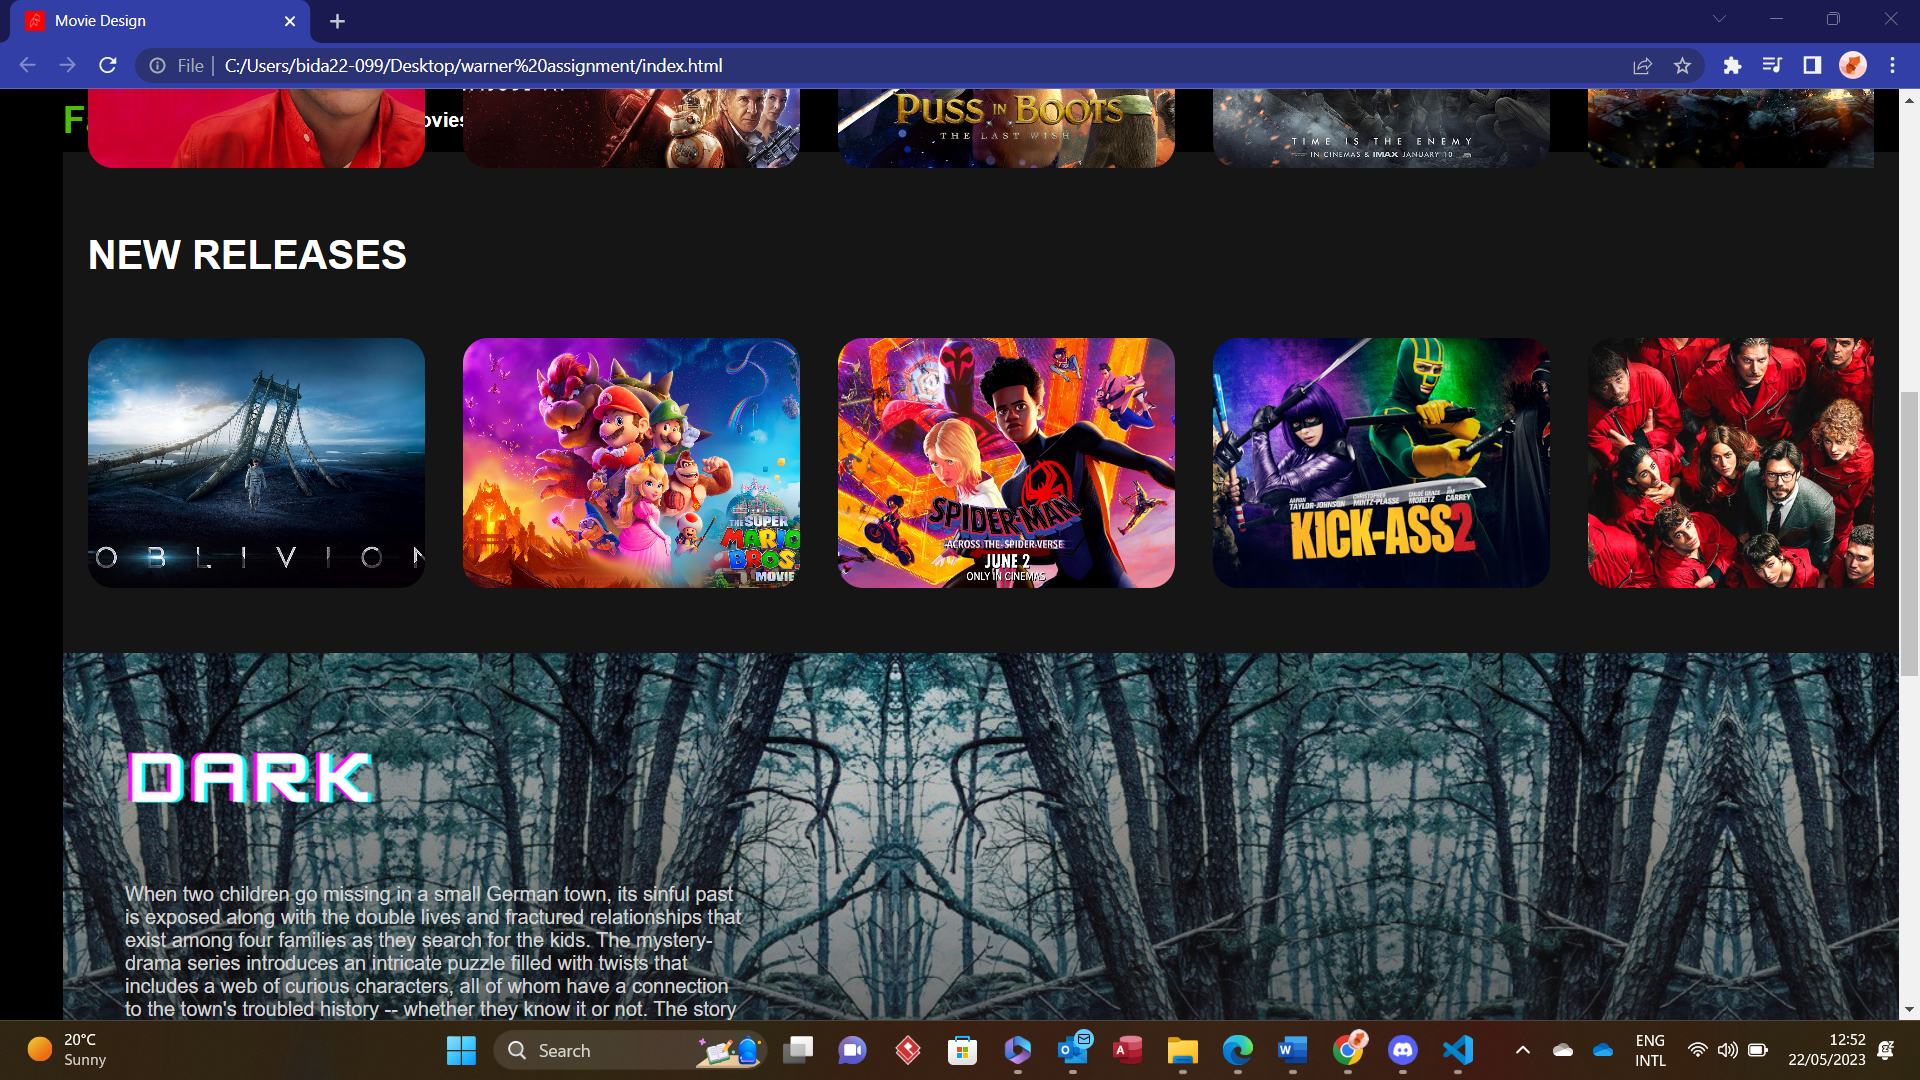 Movie Design
File
C:/Users/bida22-099/Desktop/warner%20assignment/index.html
F
ovies
PUSS IN BOOTS
THE LAST WISH
TIME IS THE ENEMY
IN CINEMAS & IMAX JANUARY 10
NEW RELEASES
OBLIVION
THE SUPER
MARIO
BROS
MOVIE
SPIDER-MAN
ACROSS THE SPIDER-VERSE
JUNE 2
ONLY IN CINEMAS
AARON TAYLOR-JOHNSON CHRISTOPHER MINTZ-PLASSE CHLOË GRACE MORETZ JIM CARREY
KICK-ASS 2
DARK
When two children go missing in a small German town, its sinful past
is exposed along with the double lives and fractured relationships that
exist among four families as they search for the kids. The mystery-
drama series introduces an intricate puzzle filled with twists that
includes a web of curious characters, all of whom have a connection
to the town's troubled history -- whether they know it or not. The story
20°C
Sunny
Search
ENG
INTL
12:52
22/05/2023